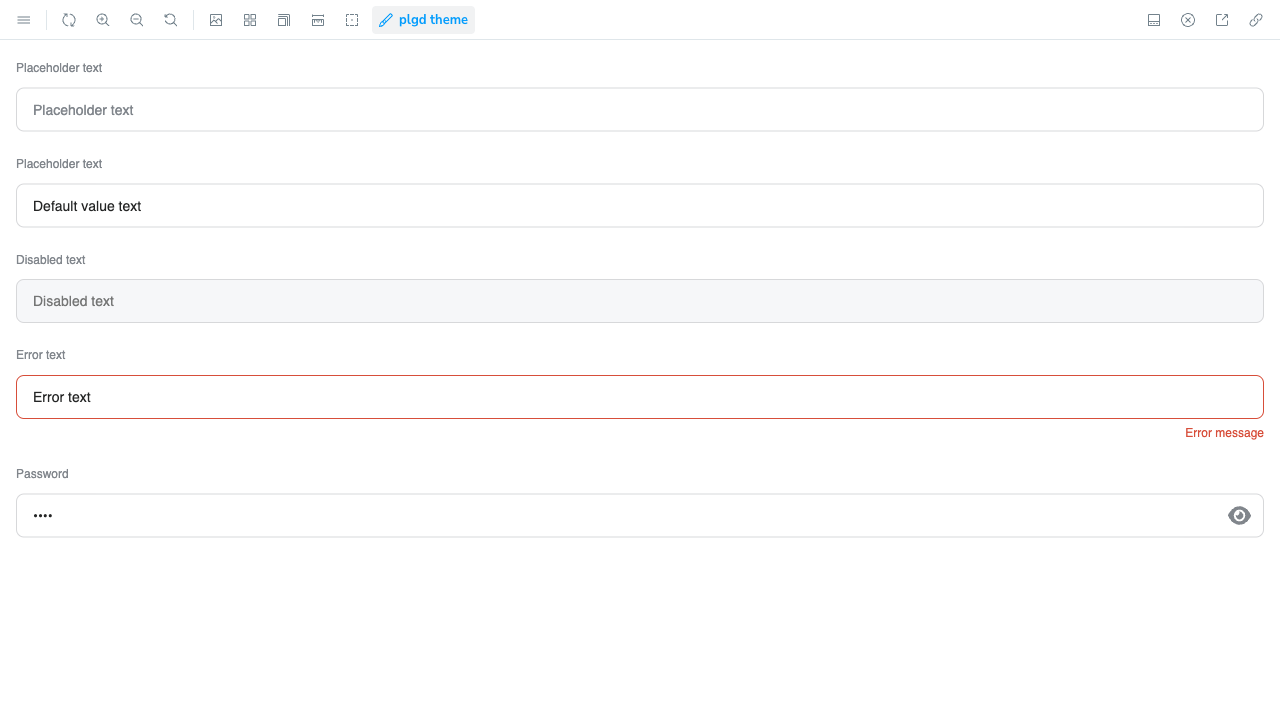 plgd theme
Placeholder text
Placeholder text
Placeholder text
Default value text
Disabled text
Disabled text
Error text
Error text
Error message
Password
••••